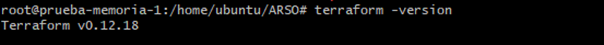 root@prueba-memoria-1:/home/ubuntu/ARSO# terraform -version
Terraform v0.12.18